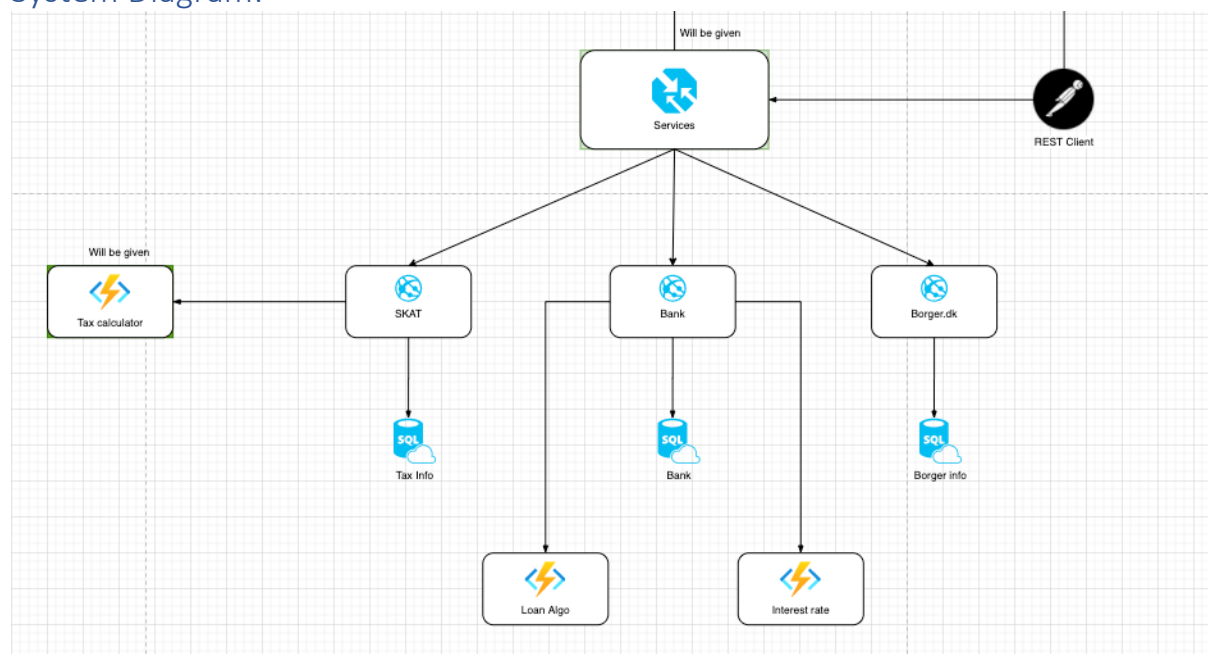 System Diagram:
Will be given
Services
REST Client
Will be given
Tax calculator
SKAT
Bank
Borger.dk
SQL
Tax Info
SQL
Bank
SQL
Borger info
Loan Algo
Interest rate